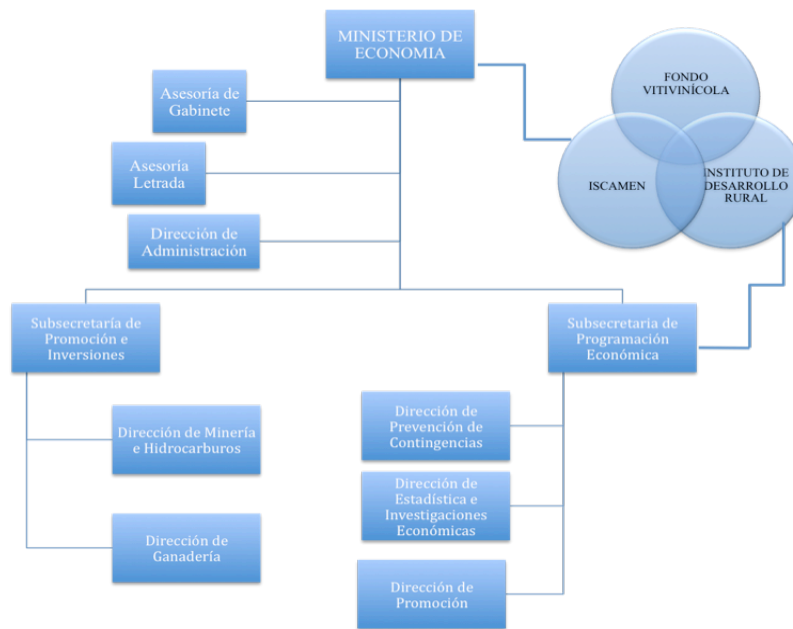 MINISTERIO DE
ECONOMIA
FONDO
VITIVINÍCOLA
ISCAMEN
INSTITUTO DE
DESARROLLO
RURAL
Asesoría de
Gabinete
Asesoria
Letrada
Dirección de
Administración
Subsecretaría de
Promoción e
Inversiones
Subsecretaria de
Programación
Económica
Dirección de Minería
e Hidrocarburos
Dirección de
Ganadería
Dirección de
Prevención de
Contingencias
Dirección de
Estadística e
Investigaciones
Económicas
Dirección de
Promoción